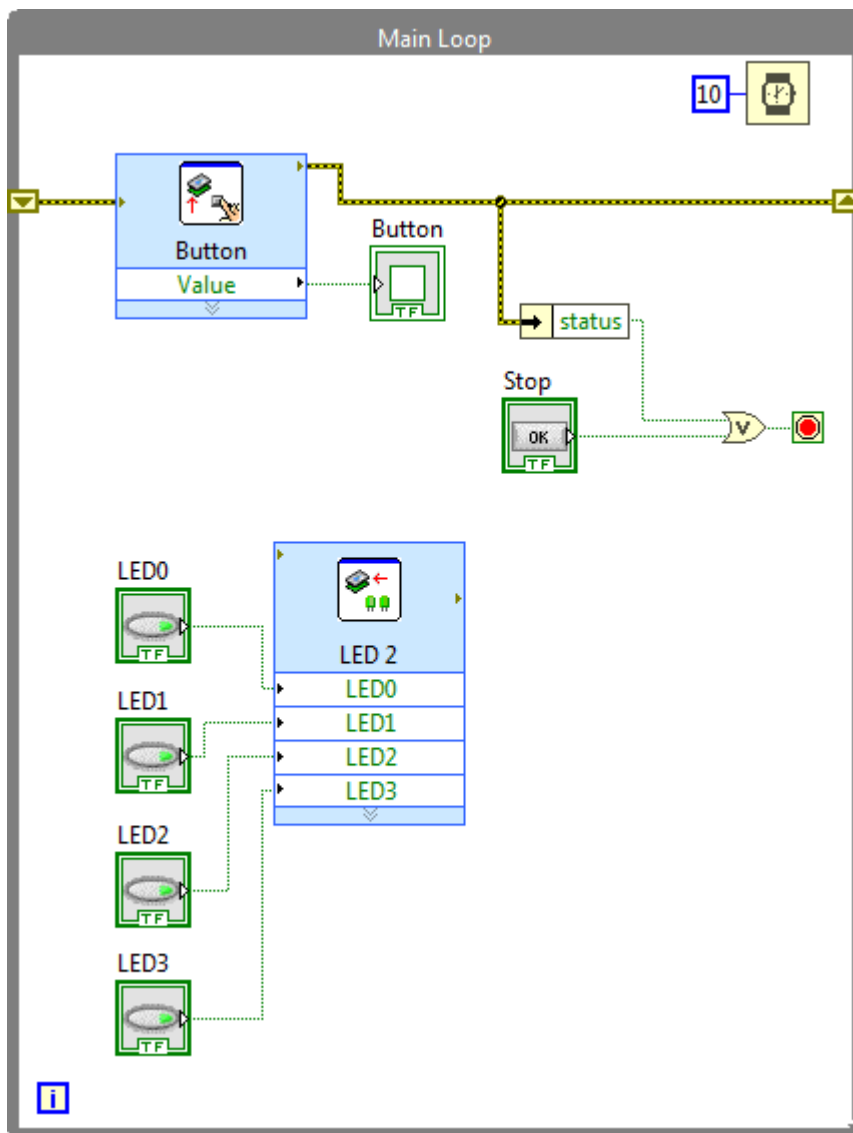 Main Loop
10
Button
Value
Button
TF
status
Stop
OK
TF
V
LED0
TF
LED1
TF
LED2
TF
LED3
TF
LED 2
LED0
LED1
LED2
LED3
i